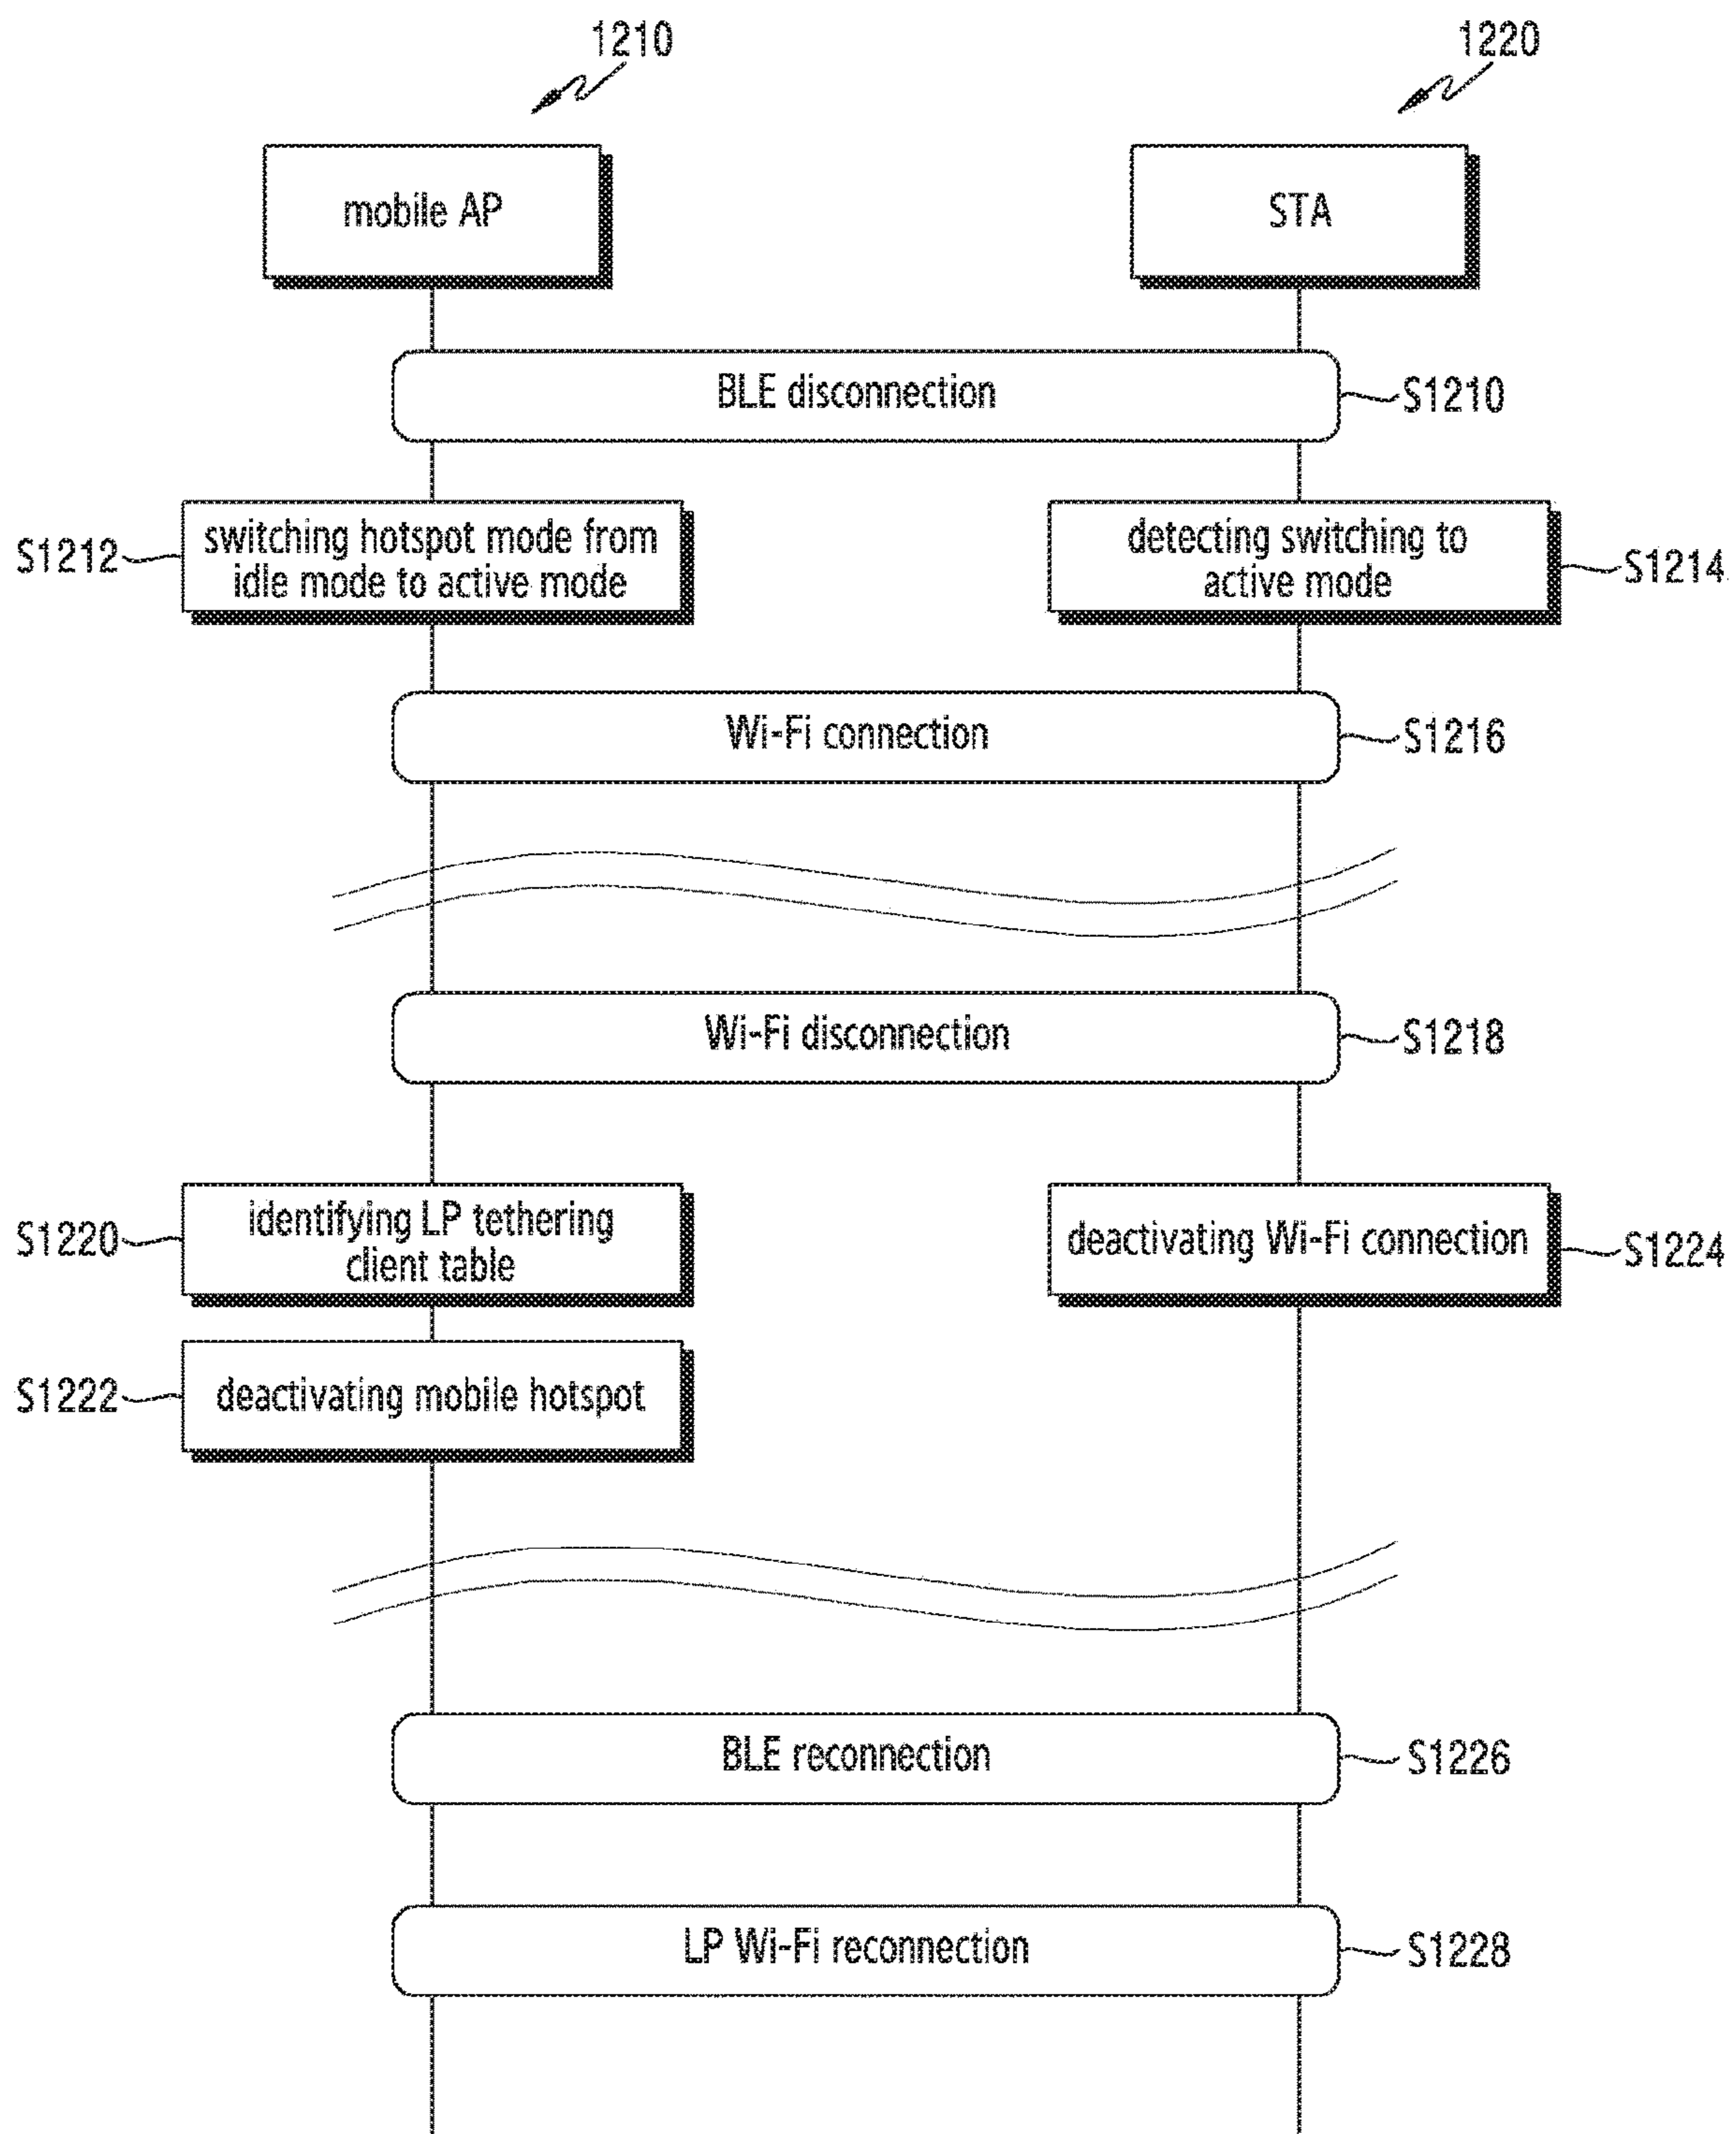 1210
1220
mobile AP
STA
BLE disconnection
S1210
S1212
switching hotspot mode from
idle mode to active mode
detecting switching to
active mode
S1214
Wi-Fi connection
S1216
Wi-Fi disconnection
S1218
S1220
identifying LP tethering
client table
deactivating Wi-Fi connection
S1224
S1222
deactivating mobile hotspot
BLE reconnection
S1226
LP Wi-Fi reconnection
S1228